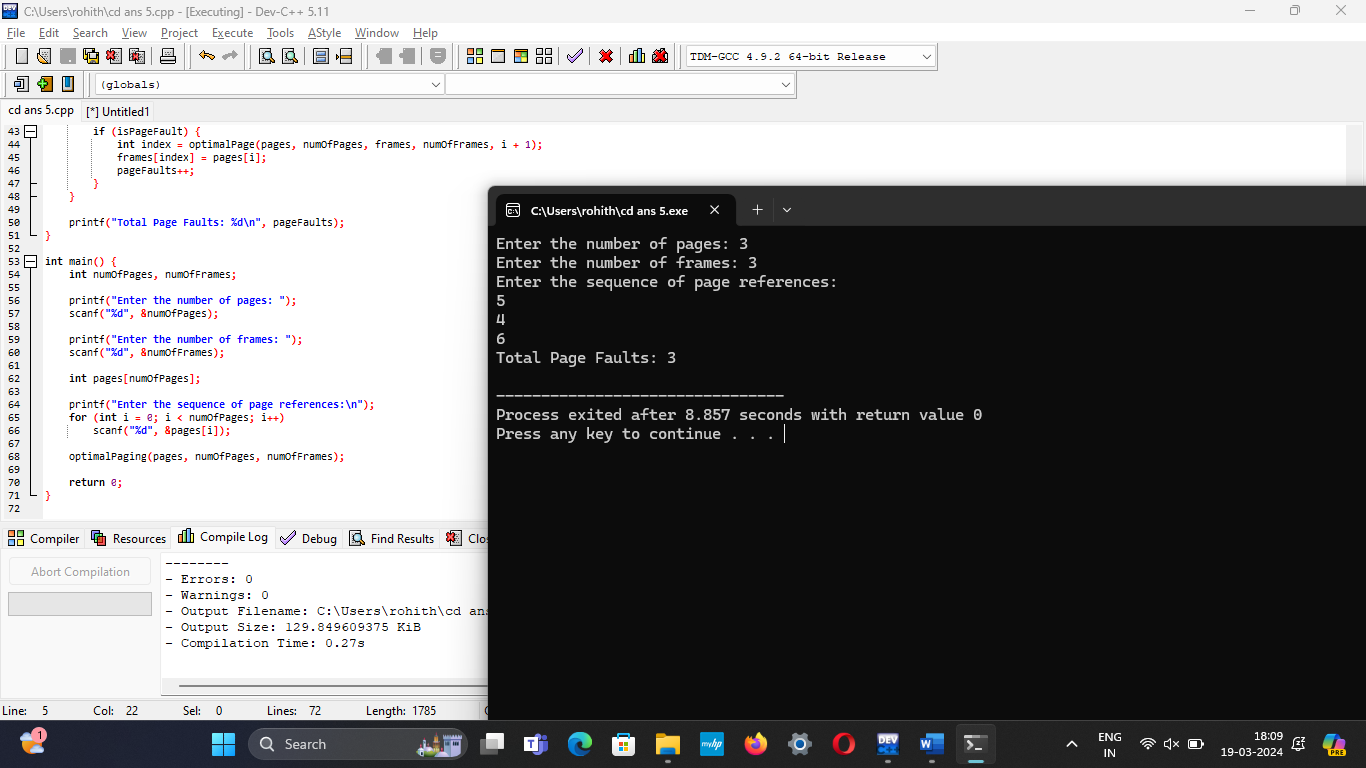 C:\Users\rohith\cd ans 5.cpp - [Executing] - Dev-C++ 5.11
File Edit Search View Project Execute Tools AStyle Window Help
TDM-GCC 4.9.2 64-bit Release
(globals)
cd ans 5.cpp [*] Untitled1
43 if (isPageFault) {
44 int index = optimalPage(pages, numOfPages, frames, numOfFrames, i + 1);
45 frames[index] = pages[i];
46 pageFaults++;
47 }
48 }
49
50 printf("Total Page Faults: %d\n", pageFaults);
51 }
52
53 int main() {
54 int numOfPages, numOfFrames;
55
56 printf("Enter the number of pages: ");
57 scanf("%d", &numOfPages);
58
59 printf("Enter the number of frames: ");
60 scanf("%d", &numOfFrames);
61
62 int pages[numOfPages];
63
64 printf("Enter the sequence of page references:\n");
65 for (int i = 0; i < numOfPages; i++)
66 scanf("%d", &pages[i]);
67
68 optimalPaging(pages, numOfPages, numOfFrames);
69
70 return 0;
71 }
72
C:\Users\rohith\cd ans 5.exe
Enter the number of pages: 3
Enter the number of frames: 3
Enter the sequence of page references:
5
4
6
Total Page Faults: 3
--------------------------------
Process exited after 8.857 seconds with return value 0
Press any key to continue . . .
Compiler Resources Compile Log Debug Find Results Clo
Abort Compilation
--------
- Errors: 0
- Warnings: 0
- Output Filename: C:\Users\rohith\cd ans
- Output Size: 129.849609375 KiB
- Compilation Time: 0.27s
Line: 5 Col: 22 Sel: 0 Lines: 72 Length: 1785
1
Search
myhp
DEV
ENG
IN
18:09
19-03-2024
PRE